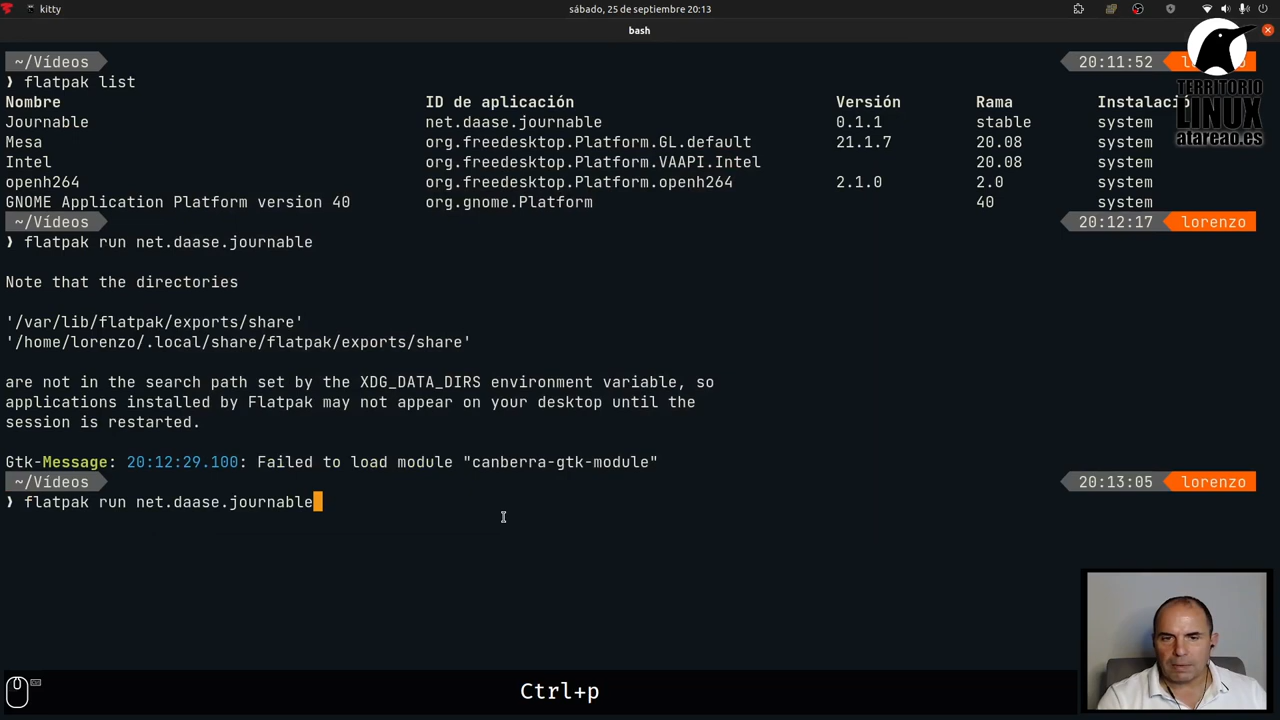 kitty
sábado, 25 de septiembre 20:13
bash
~/Vídeos 20:11:52
❯ flatpak list
Nombre ID de aplicación Versión Rama Instalació
Journable net.daase.journable 0.1.1 stable system
Mesa org.freedesktop.Platform.GL.default 21.1.7 20.08 system
Intel org.freedesktop.Platform.VAAPI.Intel 20.08 system
openh264 org.freedesktop.Platform.openh264 2.1.0 2.0 system
GNOME Application Platform version 40 org.gnome.Platform 40 system
TERRITORIO
LINUX
atareao.es
~/Vídeos 20:12:17 lorenzo
❯ flatpak run net.daase.journable
Note that the directories
'/var/lib/flatpak/exports/share'
'/home/lorenzo/.local/share/flatpak/exports/share'
are not in the search path set by the XDG_DATA_DIRS environment variable, so
applications installed by Flatpak may not appear on your desktop until the
session is restarted.
Gtk-Message: 20:12:29.100: Failed to load module "canberra-gtk-module"
~/Vídeos 20:13:05 lorenzo
❯ flatpak run net.daase.journable
Ctrl+p